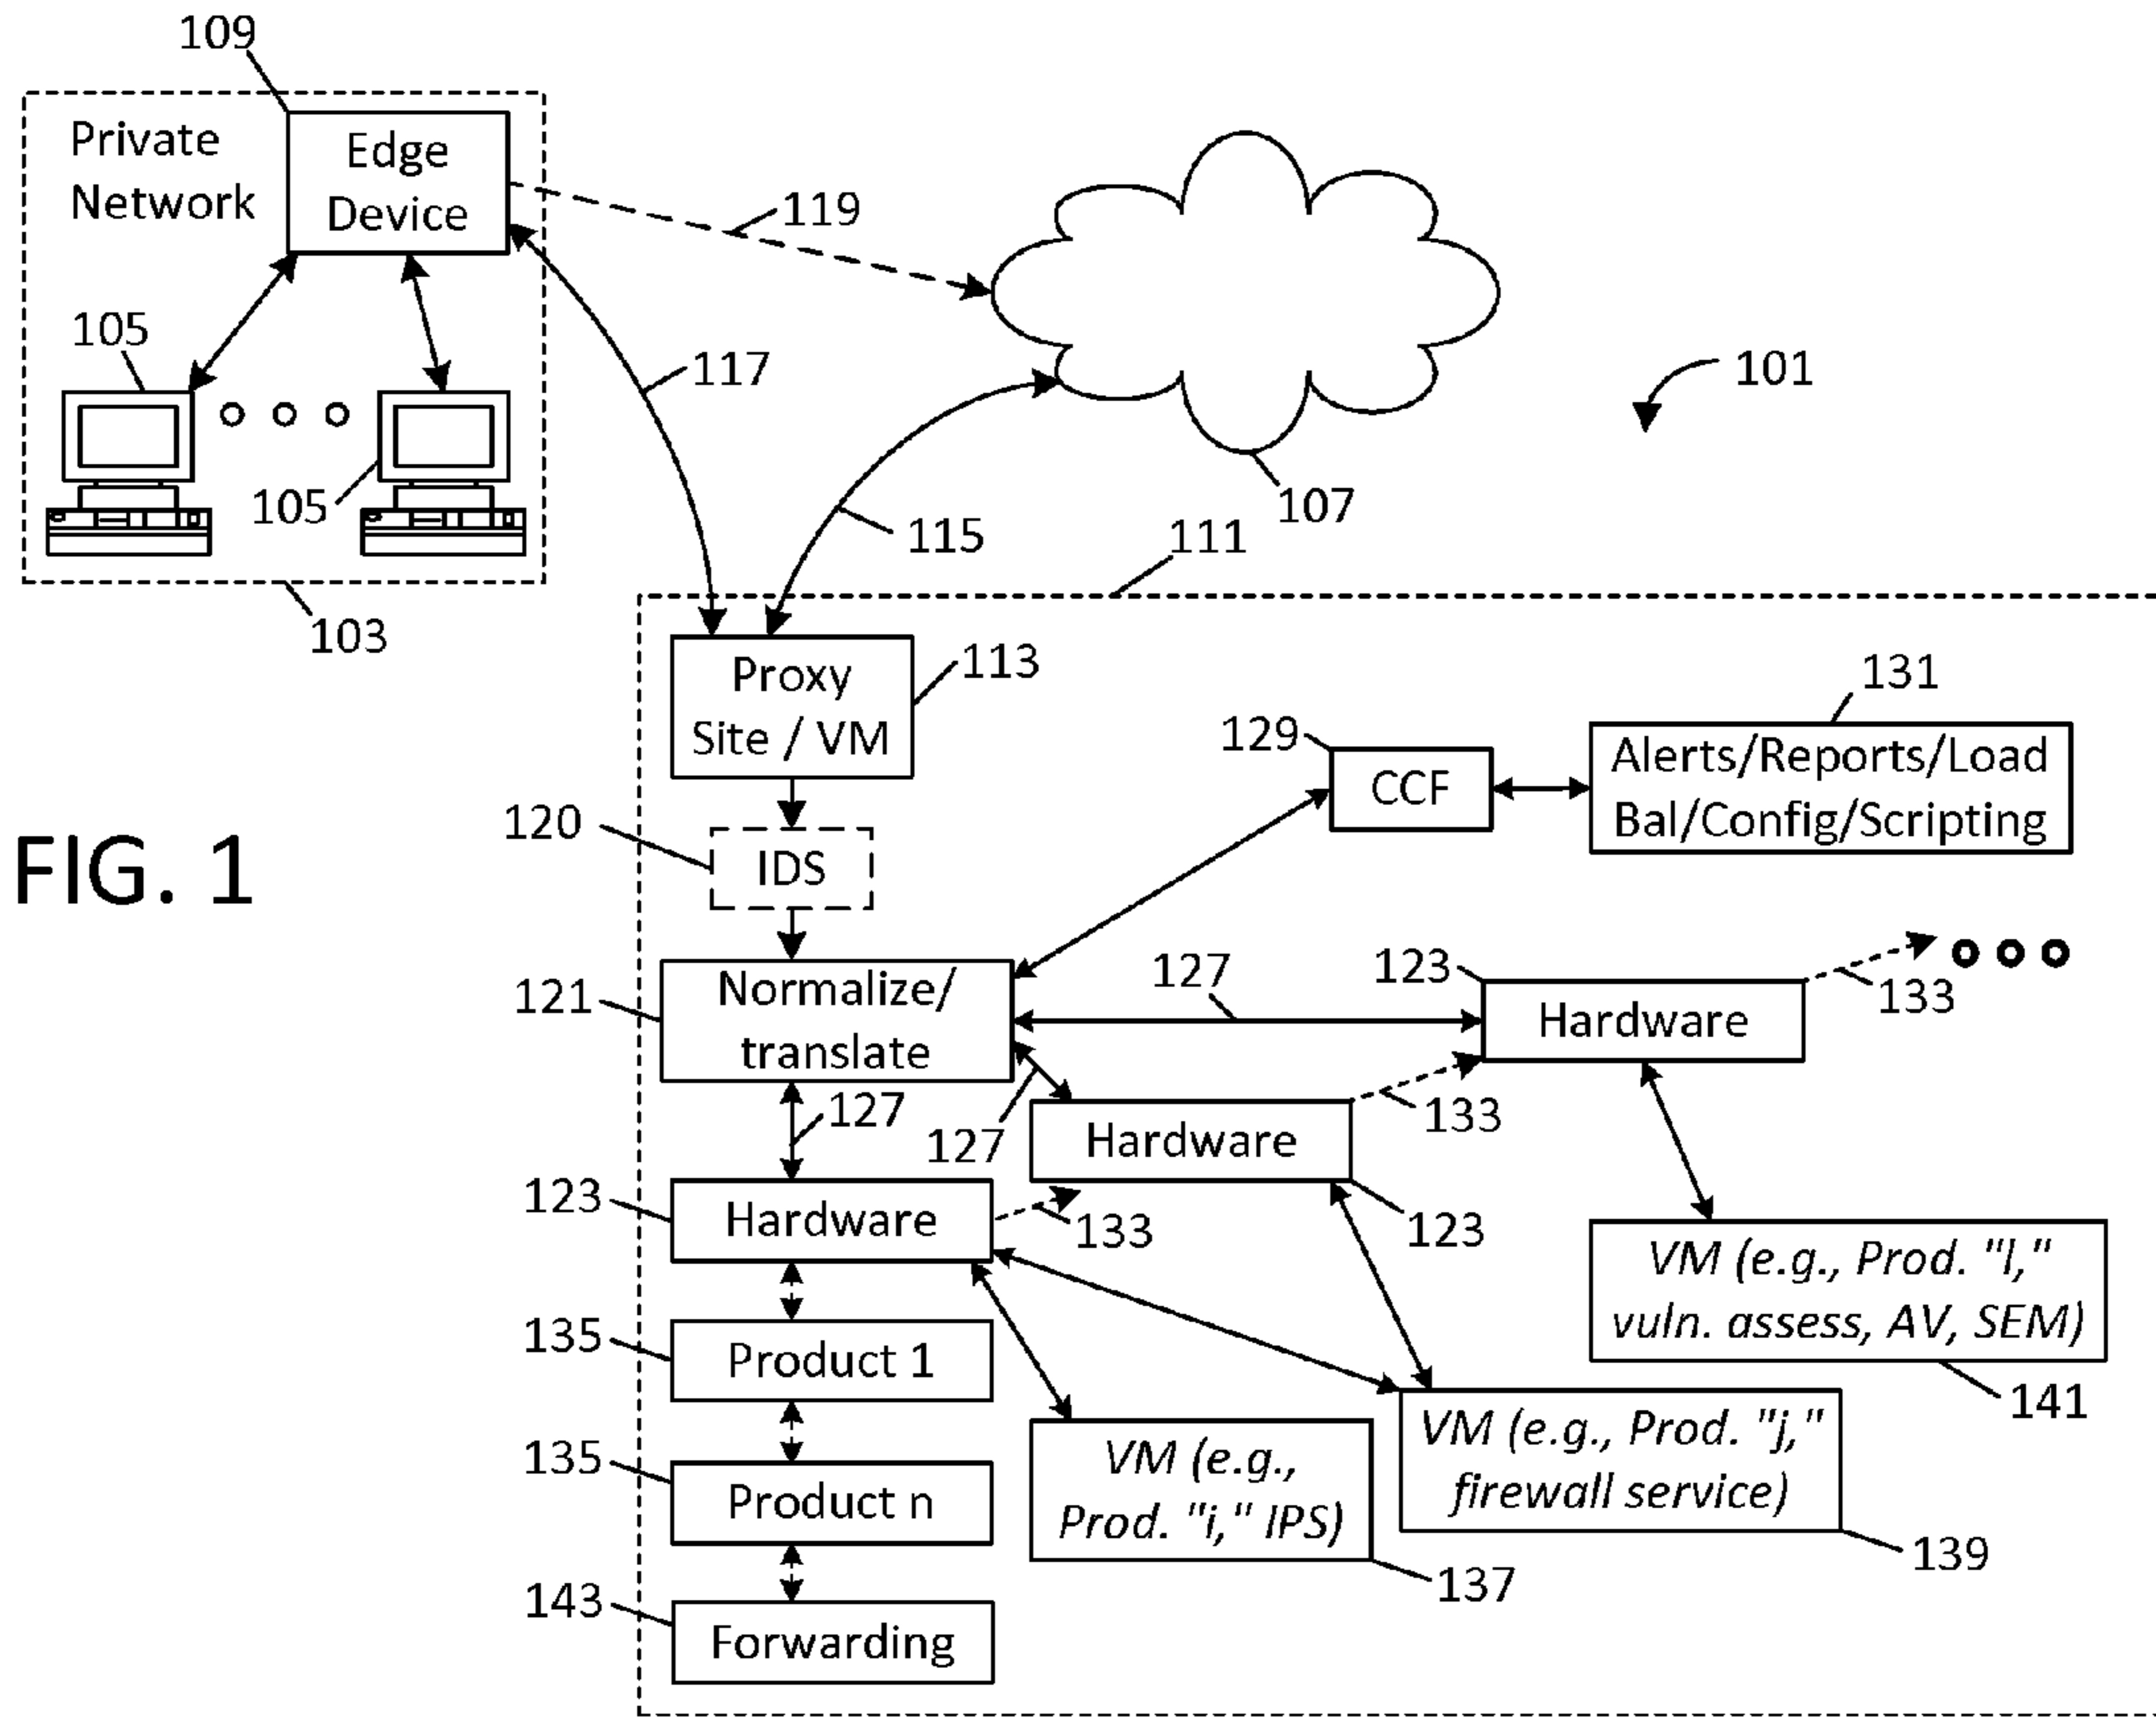 109
Private
Network
Edge
Device
119
105
117
101
105
107
115
111
103
Proxy
Site / VM
113
131
129
CCF
Alerts/Reports/Load
Bal/Config/Scripting
120
IDS
FIG. 1
127
123
133
121
Normalize/
translate
Hardware
127
127
133
Hardware
123
Hardware
133
123
VM (e.g., Prod. "l,"
vuln. assess, AV, SEM)
135
Product 1
141
VM (e.g., Prod. "j,"
firewall service)
135
Product n
VM (e.g.,
Prod. "i," IPS)
139
137
143
Forwarding